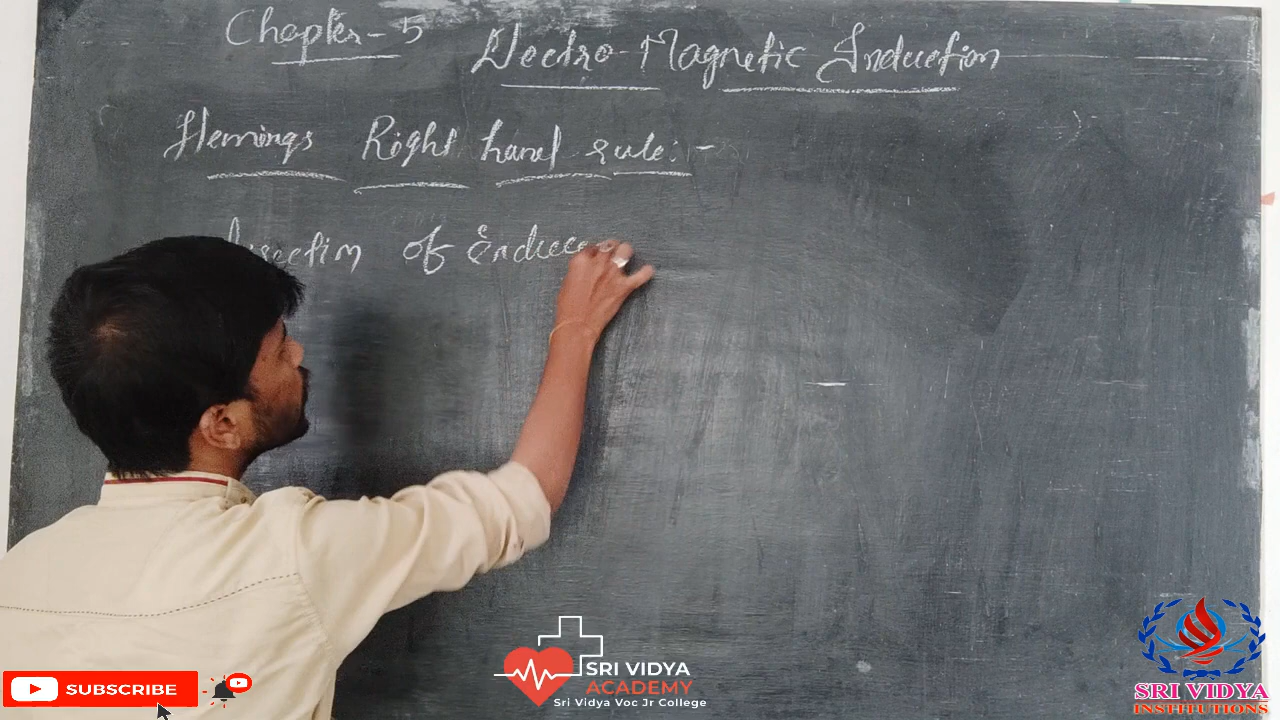 Chapter-5 Electro-Magnetic Induction
Flemings Right hand rule:-
of
SUBSCRIBE
SRI VIDYA
ACADEMY
Sri Vidya Voc Jr College
SRI VIDYA
INSTITUTIONS